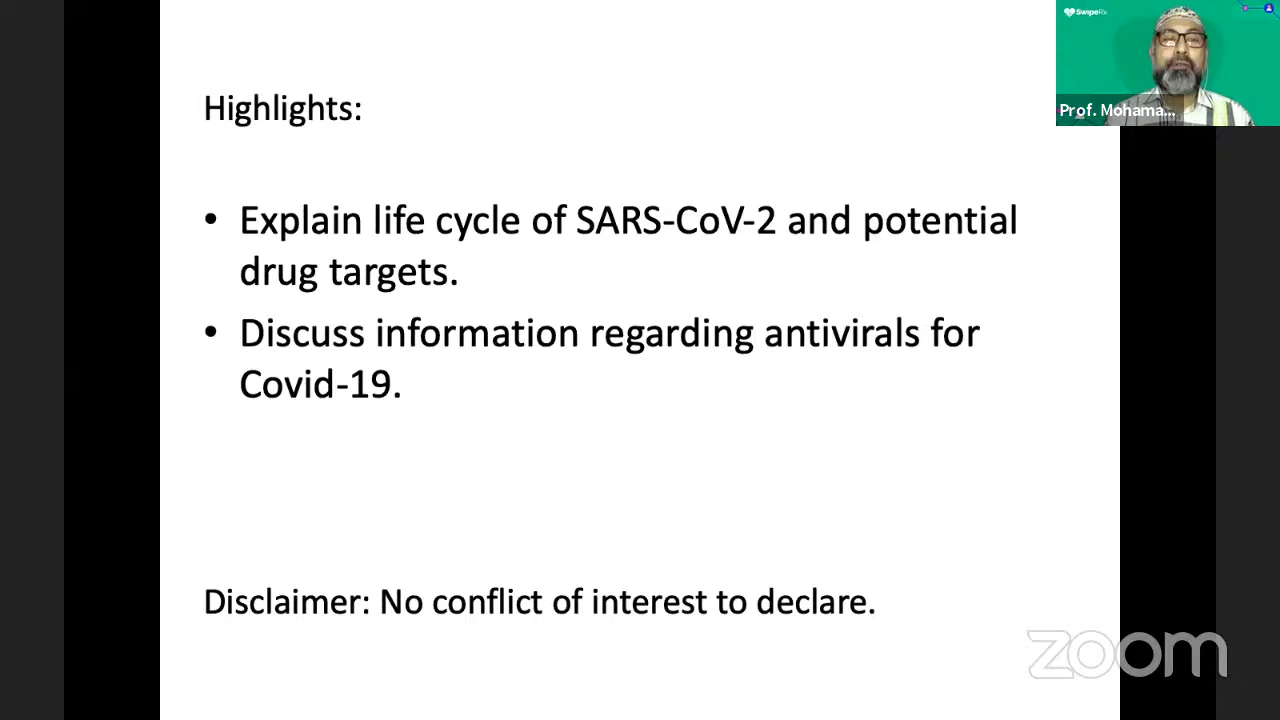 SwipeRx
Prof. Mohama...
Highlights:
• Explain life cycle of SARS-CoV-2 and potential
drug targets.
• Discuss information regarding antivirals for
Covid-19.
Disclaimer: No conflict of interest to declare.
zoom